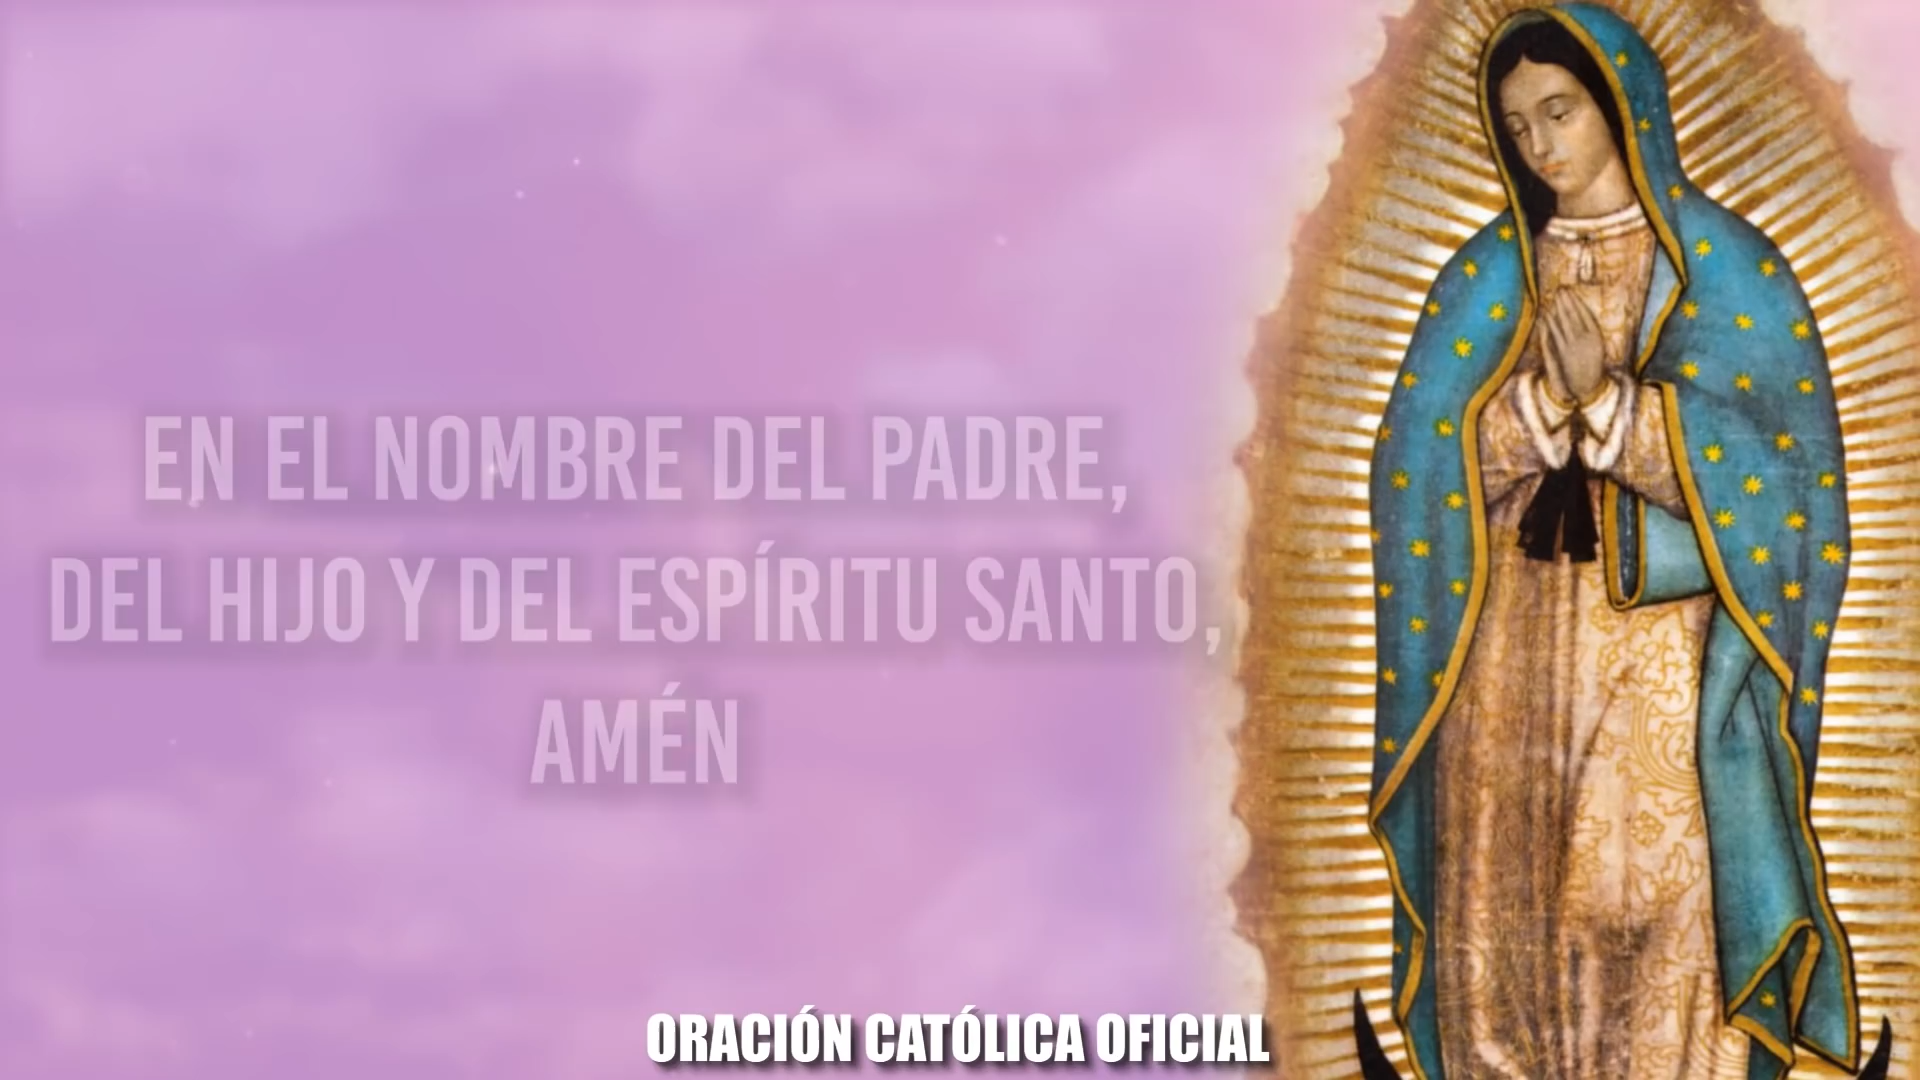 EN EL NOMBRE DEL PADRE,
DEL HIJO Y DEL ESPÍRITU SANTO,
AMÉN
ORACIÓN CATÓLICA OFICIAL